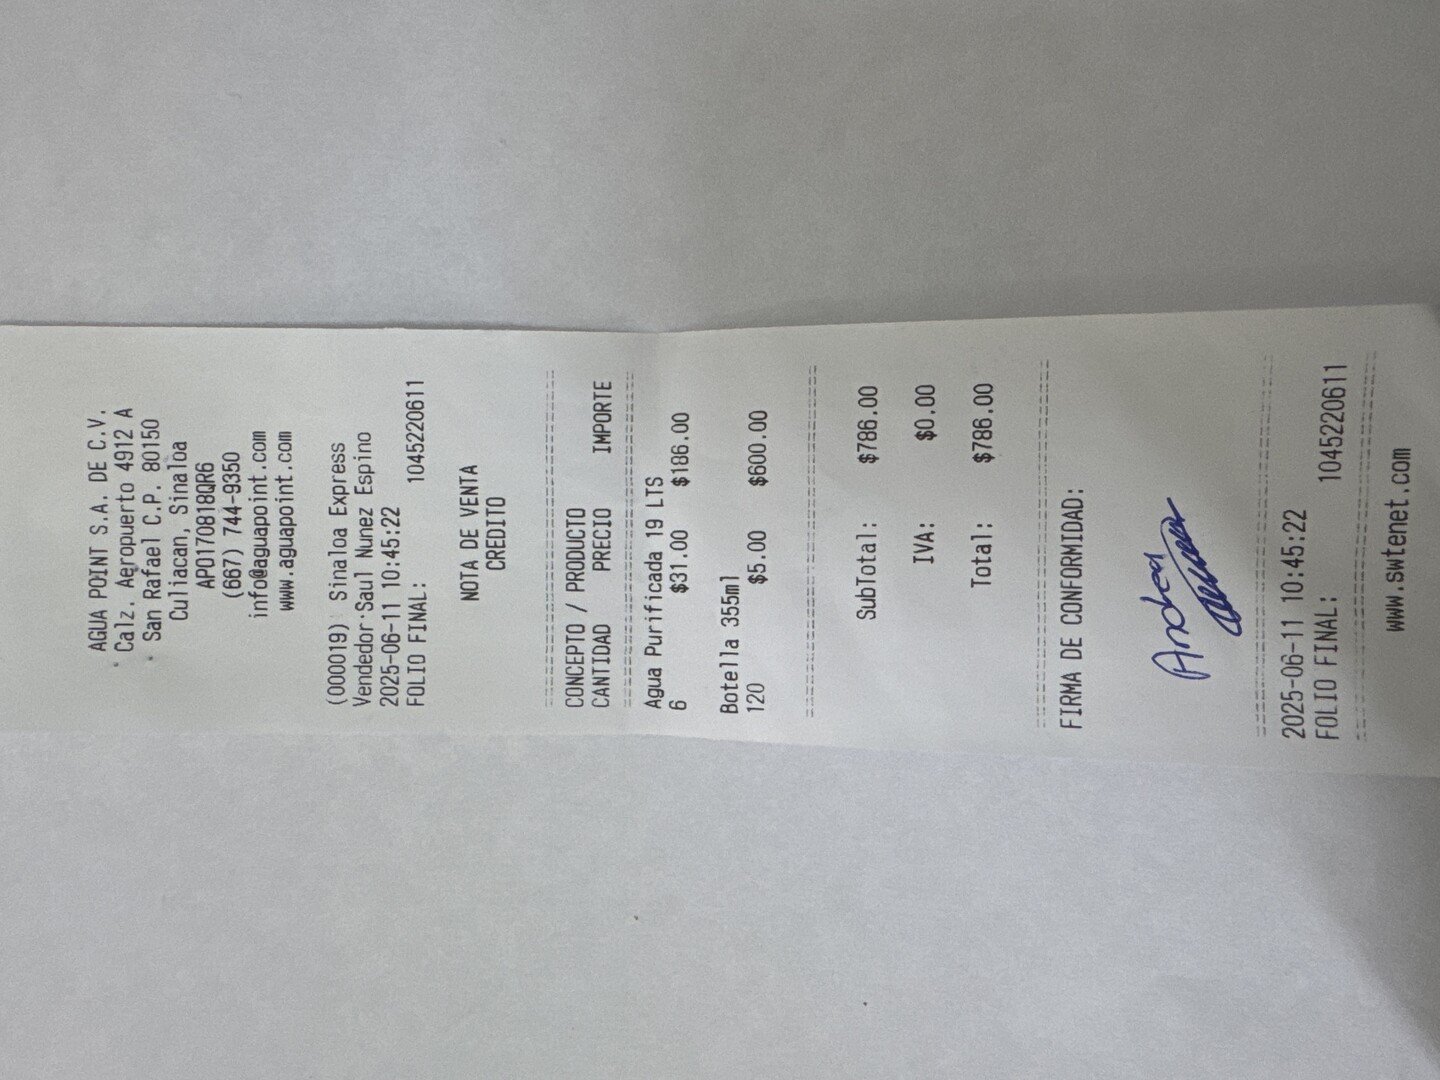 AGUA POINT S.A. DE C.V.
Calz. Aeropuerto 4912 A
San Rafael C.P. 80150
Culiacan, Sinaloa
APO170818QR6
(667) 744-9350
info@aguapoint.com
www.aguapoint.com
(000019) Sinaloa Express
Vendedor:Saul Nunez Espino
2025-06-11 10:45:22
FOLIO FINAL: 1045220611
NOTA DE VENTA
CREDITO
CONCEPTO / PRODUCTO
CANTIDAD PRECIO IMPORTE
Agua Purificada 19 LTS
6 $31.00 $186.00
Botella 355ml
120 $5.00 $600.00
SubTotal: $786.00
IVA: $0.00
Total: $786.00
FIRMA DE CONFORMIDAD:
Andrea
2025-06-11 10:45:22
FOLIO FINAL: 1045220611
www.swtenet.com